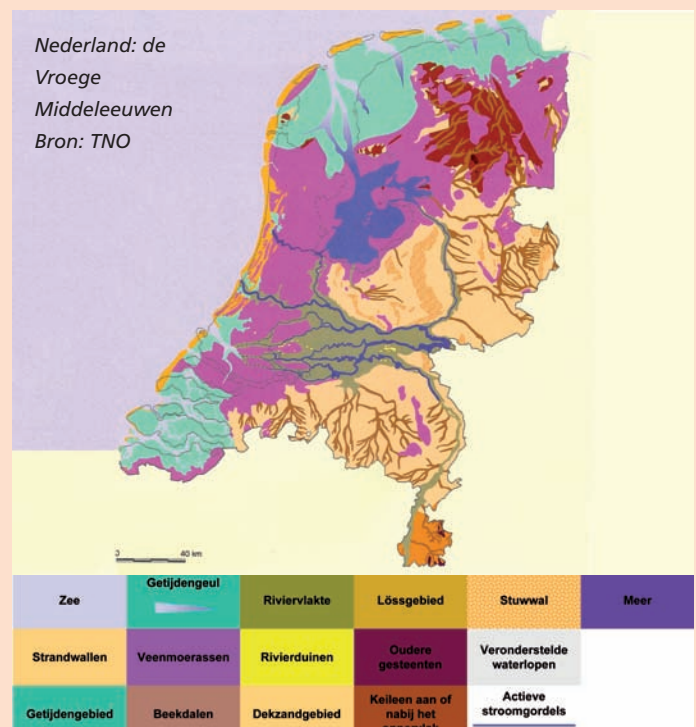 Nederland: de
Vroege
Middeleeuwen
Bron: TNO
0 40 km
Zee
Getijdengeul
Riviervlakte
Lössgebied
Stuwwal
Meer
Strandwallen
Veenmoerassen
Rivierduinen
Oudere
gesteenten
Veronderstelde
waterlopen
Getijdengebied
Beekdalen
Dekzandgebied
Keileen aan of
nabij het
Actieve
stroomgordels